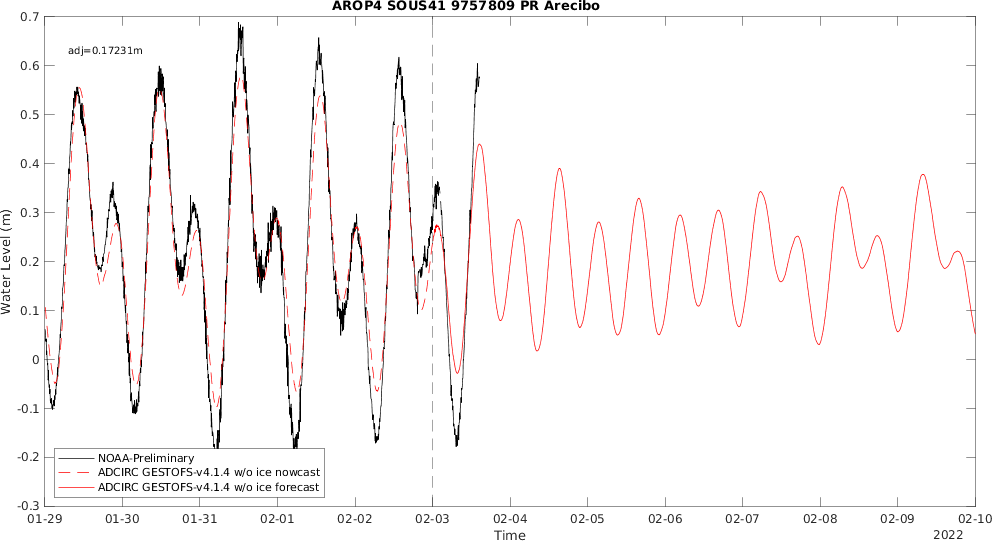 AROP4 SOUS41 9757809 PR Arecibo
adj=0.17231m
0.7
0.6
0.5
0.4
0.3
0.2
0.1
0
-0.1
-0.2
-0.3
Water Level (m)
NOAA-Preliminary
ADCIRC GESTOFS-v4.1.4 w/o ice nowcast
ADCIRC GESTOFS-v4.1.4 w/o ice forecast
01-29 01-30 01-31 02-01 02-02 02-03 02-04 02-05 02-06 02-07 02-08 02-09 02-10
Time
2022